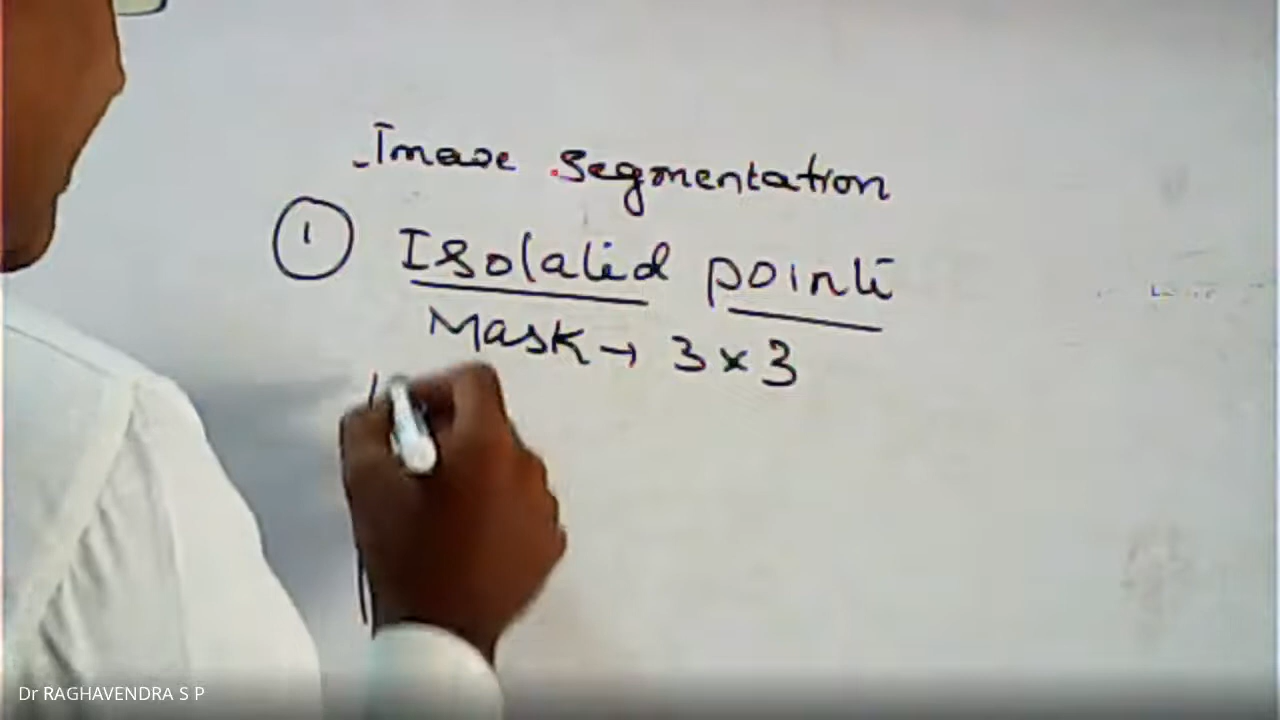 Image Segmentation
1 Isolated points
Mask → 3 × 3
Dr RAGHAVENDRA S P